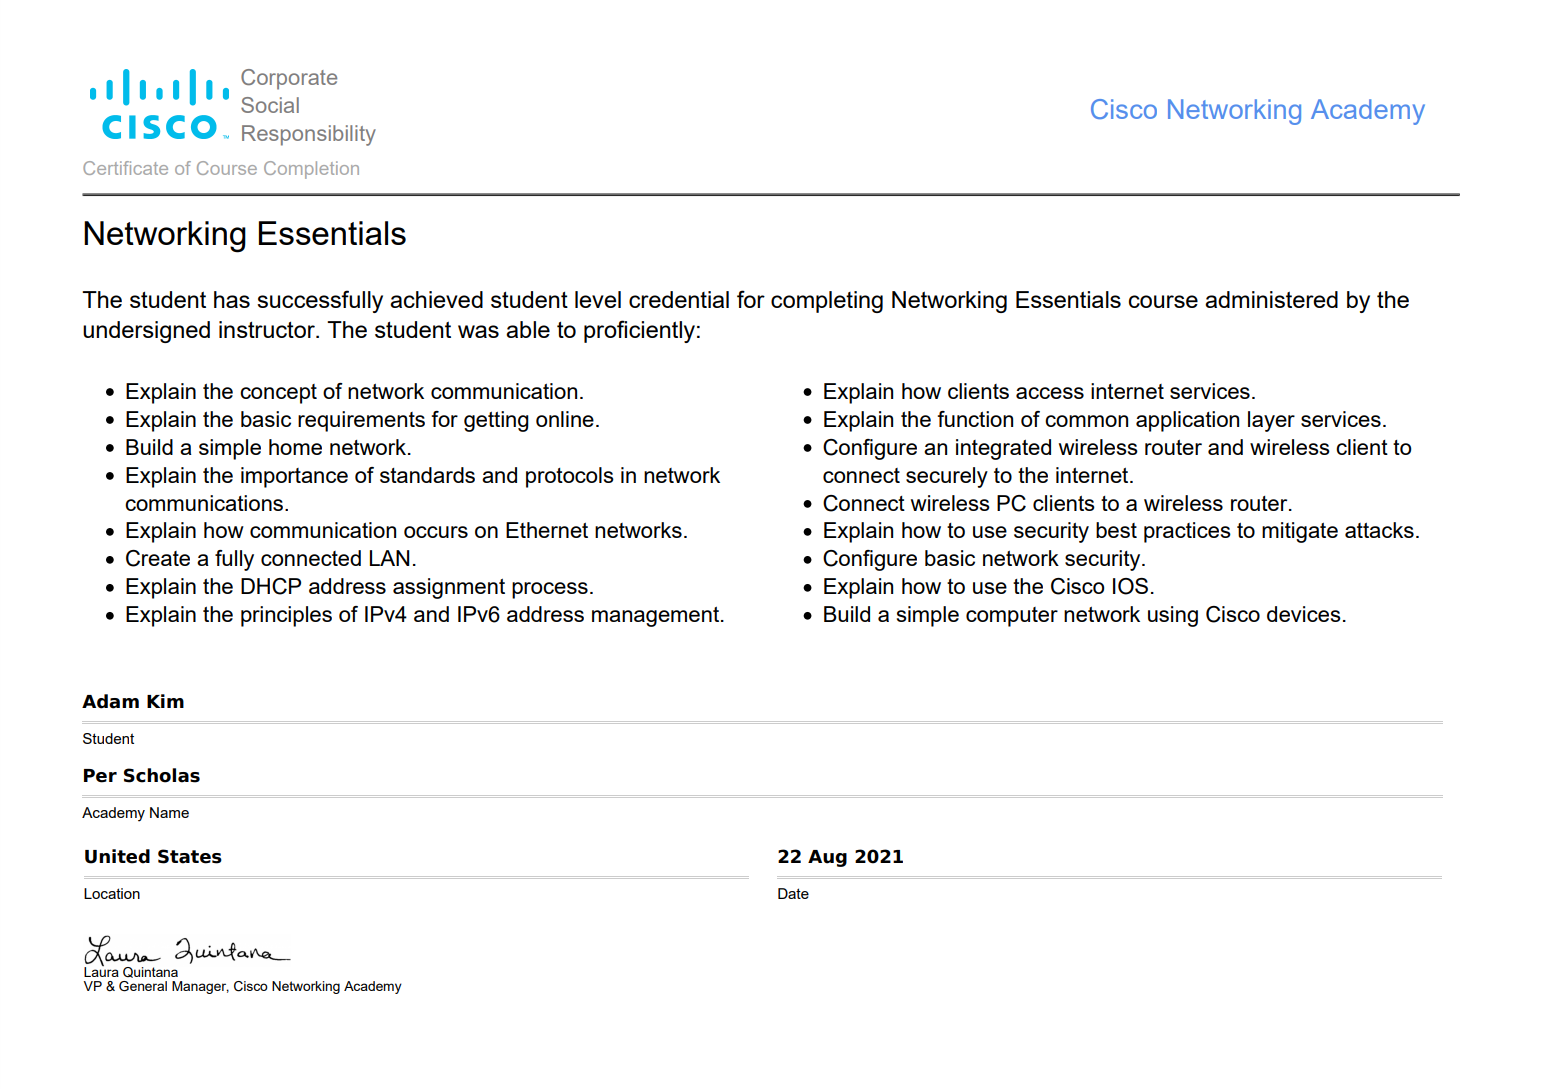 CISCO ™
Corporate
Social
Responsibility
Cisco Networking Academy
Certificate of Course Completion
Networking Essentials
The student has successfully achieved student level credential for completing Networking Essentials course administered by the
undersigned instructor. The student was able to proficiently:
• Explain the concept of network communication.
• Explain the basic requirements for getting online.
• Build a simple home network.
• Explain the importance of standards and protocols in network
communications.
• Explain how communication occurs on Ethernet networks.
• Create a fully connected LAN.
• Explain the DHCP address assignment process.
• Explain the principles of IPv4 and IPv6 address management.
• Explain how clients access internet services.
• Explain the function of common application layer services.
• Configure an integrated wireless router and wireless client to
connect securely to the internet.
• Connect wireless PC clients to a wireless router.
• Explain how to use security best practices to mitigate attacks.
• Configure basic network security.
• Explain how to use the Cisco IOS.
• Build a simple computer network using Cisco devices.
Adam Kim
Student
Per Scholas
Academy Name
United States
Location
22 Aug 2021
Date
Laura Quintana
Laura Quintana
VP & General Manager, Cisco Networking Academy